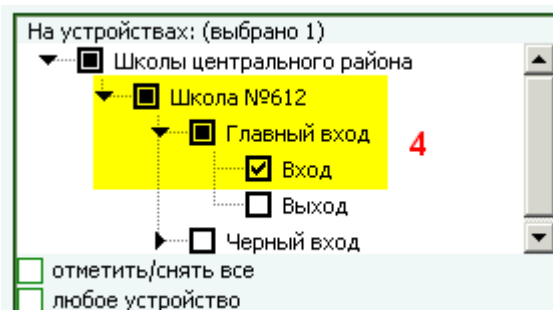 На устройствах: (выбрано 1)
Школы центрального района
Школа №612
Главный вход
4
Вход
Выход
Черный вход
отметить/снять все
любое устройство